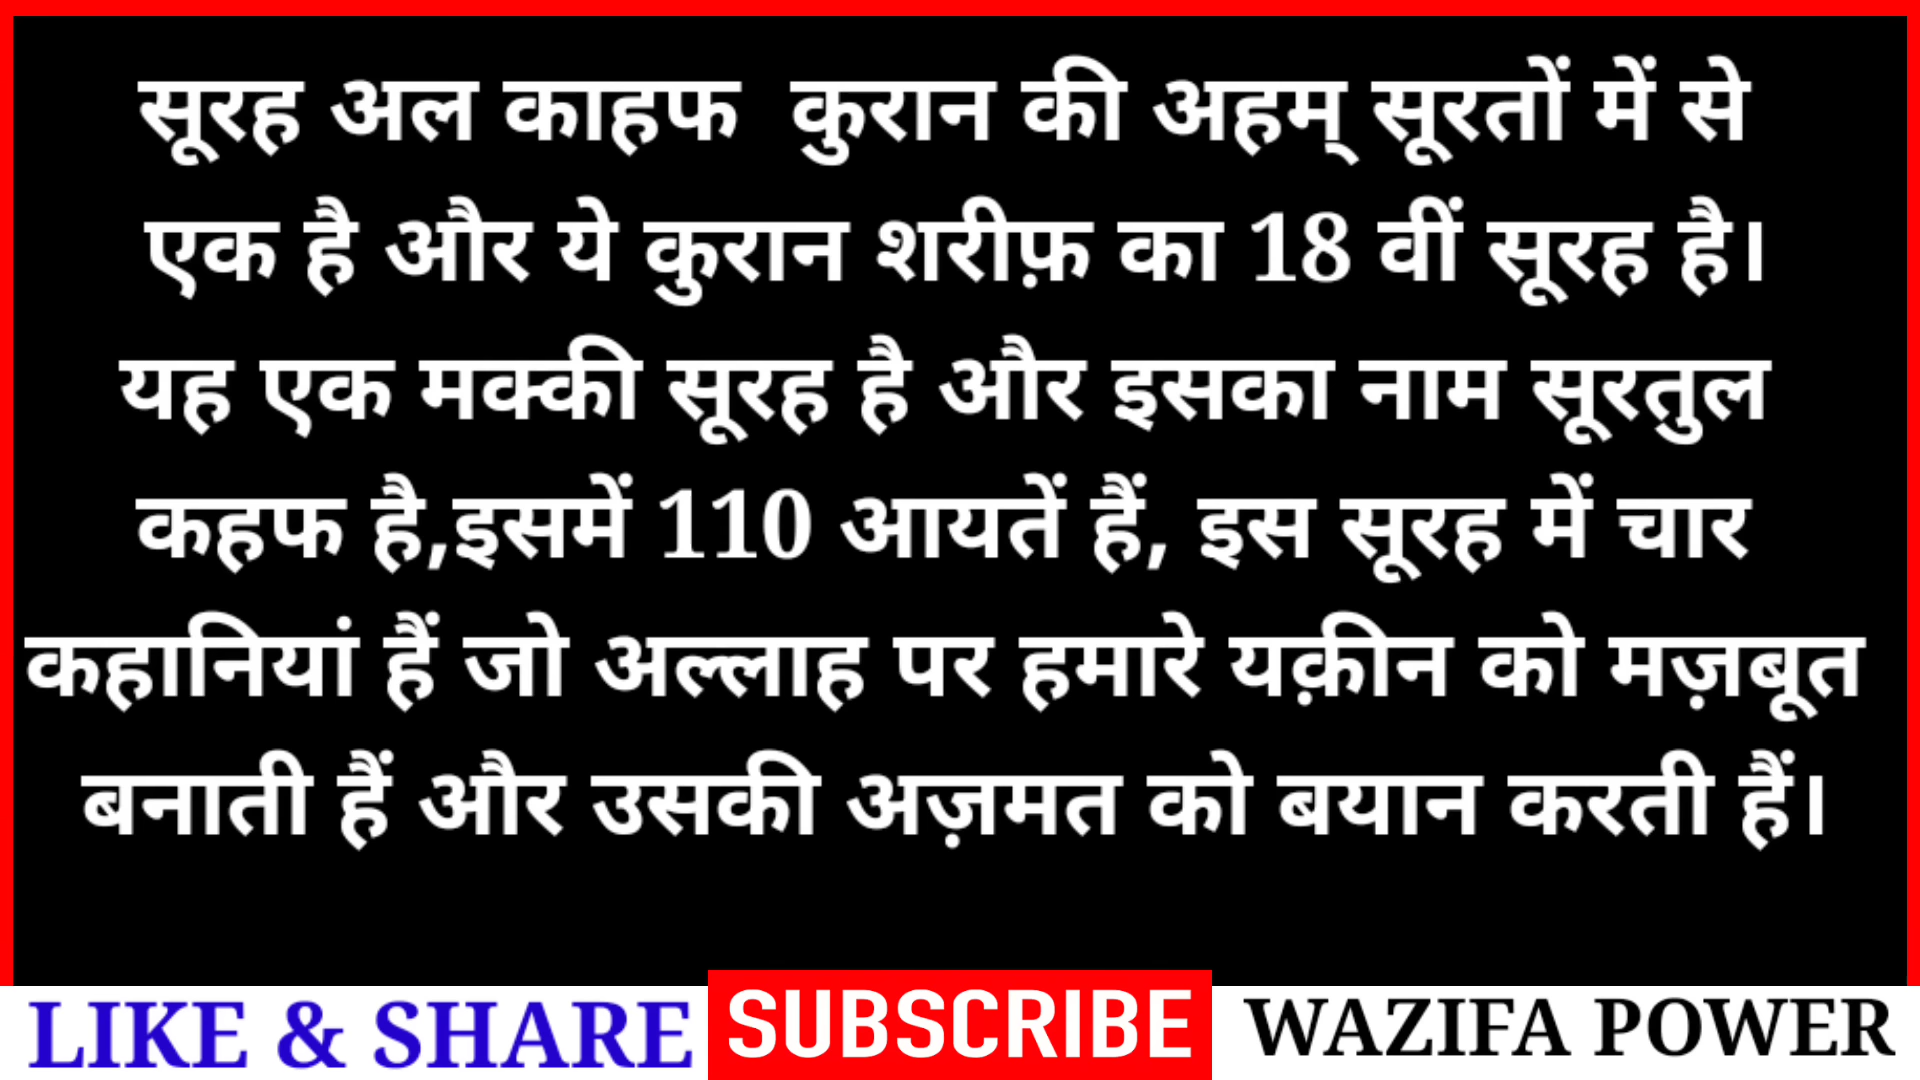 सूरह अल काहफ कुरान की अहम् सूरतों में से
एक है और ये कुरान शरीफ़ का 18 वीं सूरह है।
यह एक मक्की सूरह है और इसका नाम सूरतुल
कहफ है,इसमें 110 आयतें हैं, इस सूरह में चार
कहानियां हैं जो अल्लाह पर हमारे यक़ीन को मज़बूत
बनाती हैं और उसकी अज़मत को बयान करती हैं।
LIKE & SHARE SUBSCRIBE WAZIFA POWER